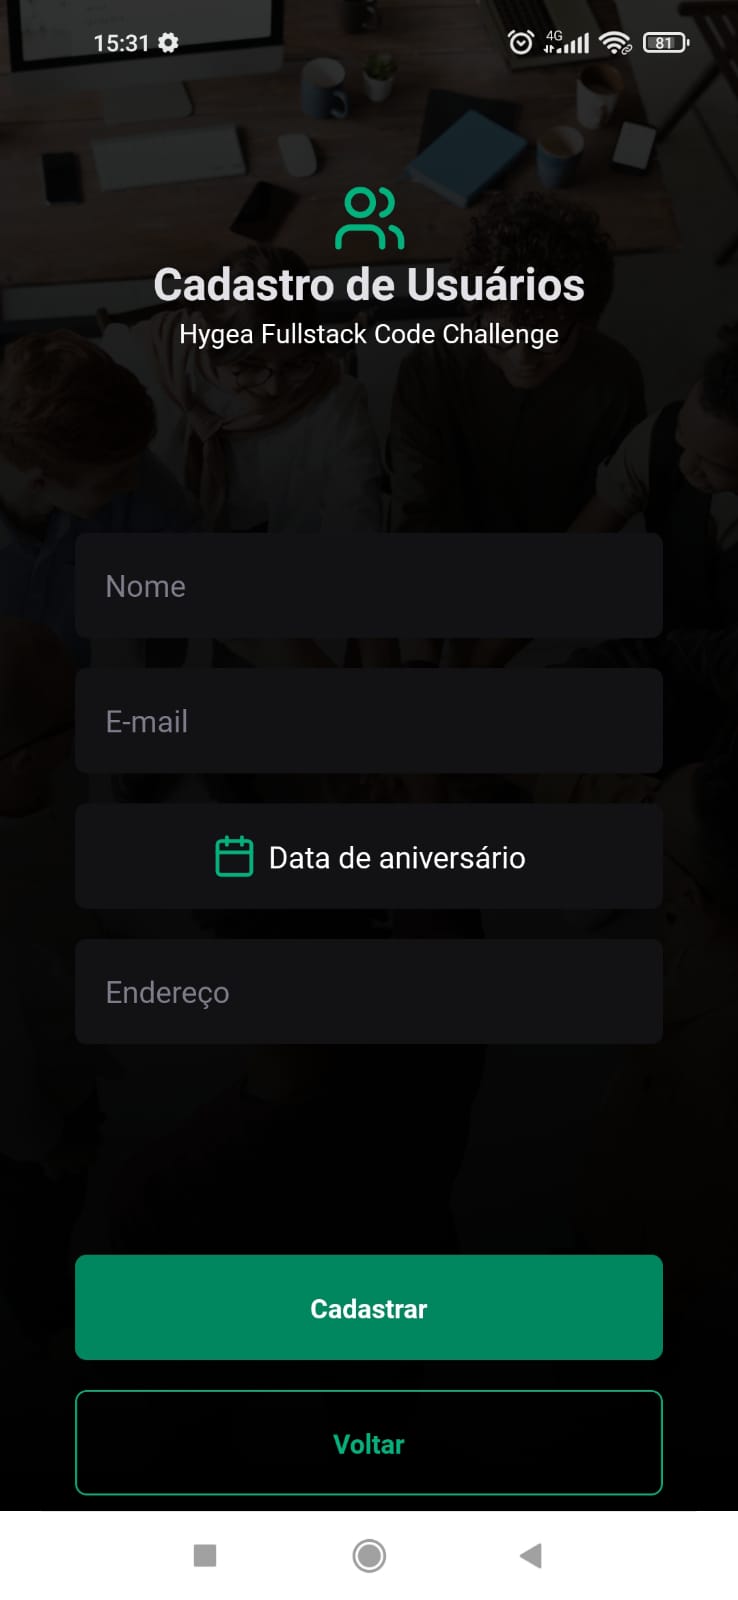 15:31
4G
81
Cadastro de Usuários
Hygea Fullstack Code Challenge
Nome
E-mail
Data de aniversário
Endereço
Cadastrar
Voltar